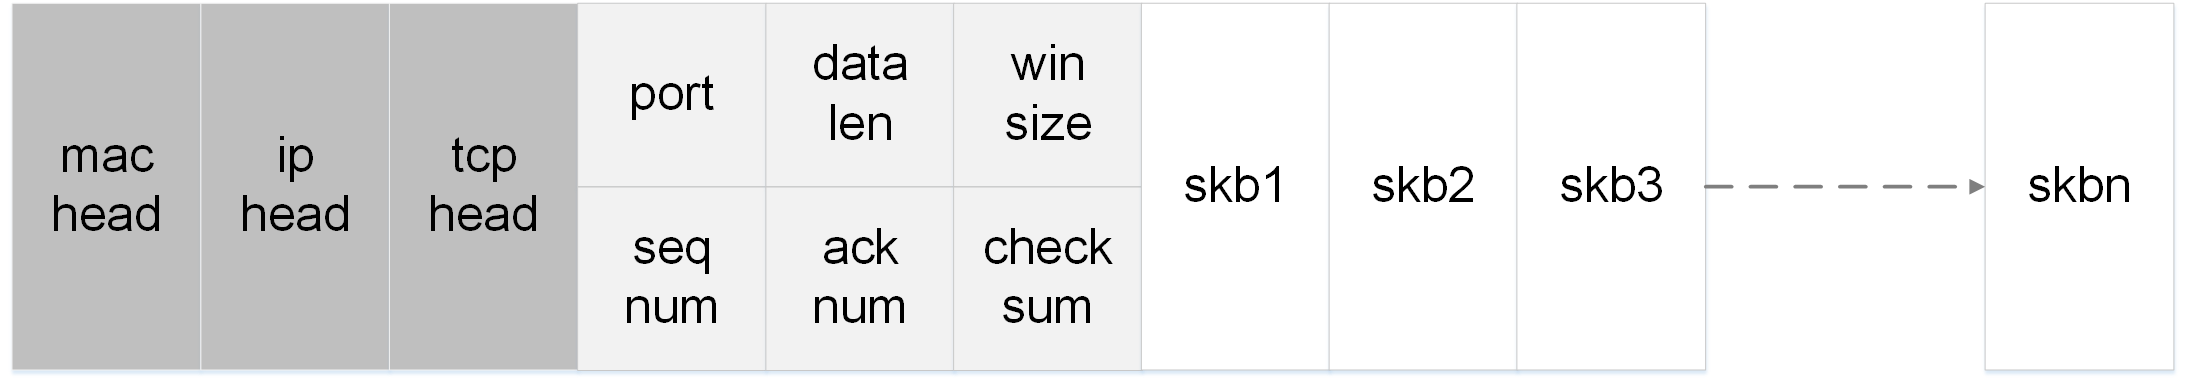 mac
head
ip
head
tcp
head
port
data
len
win
size
seq
num
ack
num
check
sum
skb1
skb2
skb3
skbn